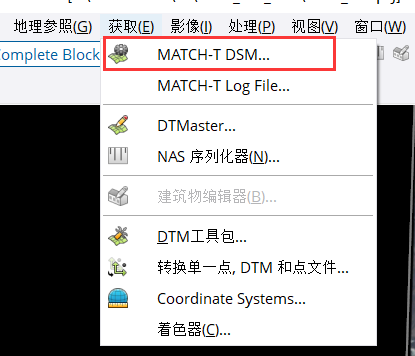 地理参照(G) 获取(E) 影像(I) 处理(P) 视图(V) 窗口(W)
Complete Block
MATCH-T DSM...
MATCH-T Log File...
DTMaster...
NAS 序列化器(N)...
建筑物编辑器(B)...
DTM工具包...
转换单一点, DTM 和点文件...
Coordinate Systems...
着色器(C)...